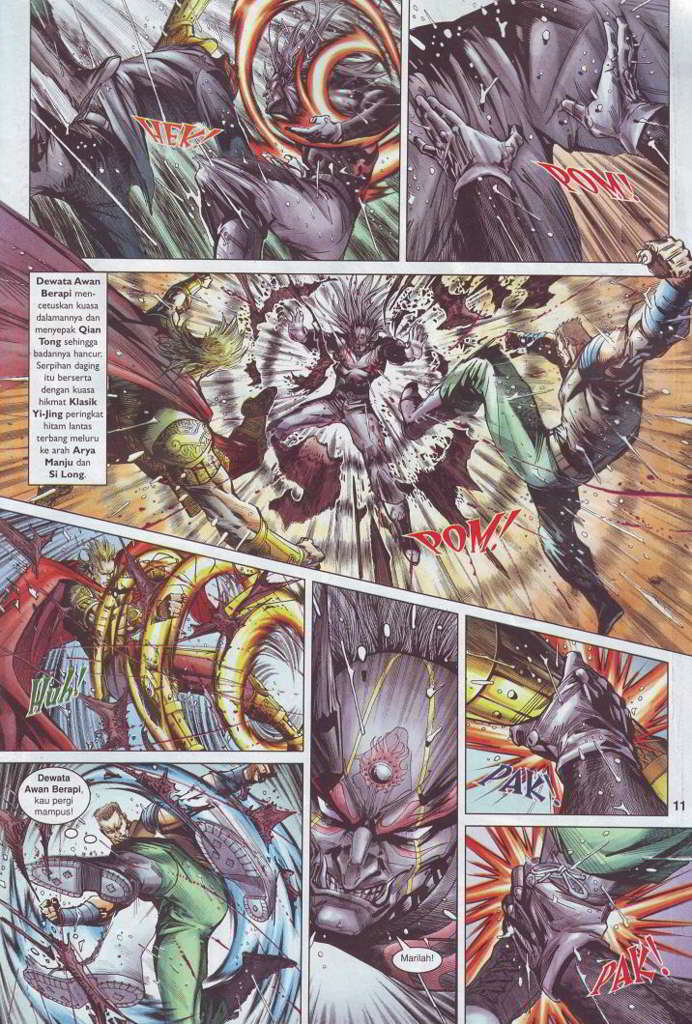 HEK!
POM!
Dewata Awan
Berapi men-
cetuskan kuasa
dalamannya dan
menyepak Qian
Tong sehingga
badannya hancur.
Serpihan daging
itu berserta
dengan kuasa
hikmat Klasik
Yi-Jing peringkat
hitam lantas
terbang meluru
ke arah Arya
Manju dan
Si Long.
POM!
Huh!
Dewata
Awan Berapi,
kau pergi
mampus!
Marilah!
PAK!
11
PAK!